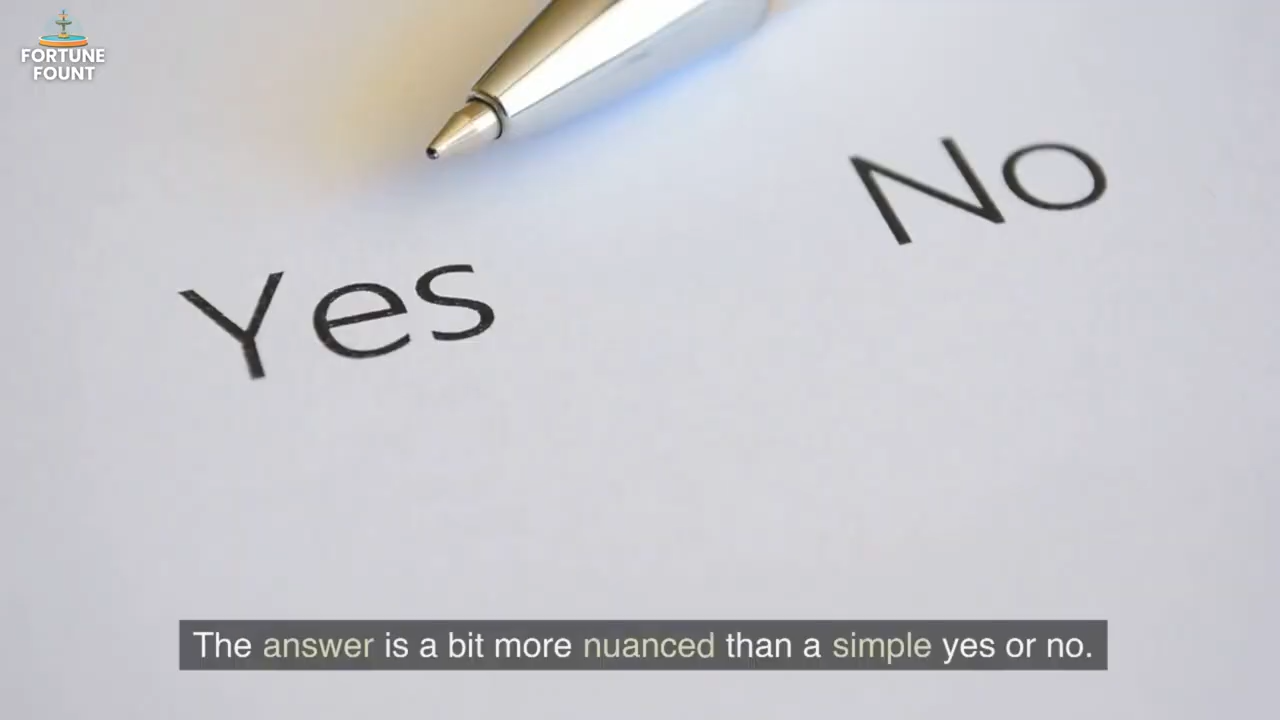 FORTUNE
FOUNT
No
Yes
The answer is a bit more nuanced than a simple yes or no.